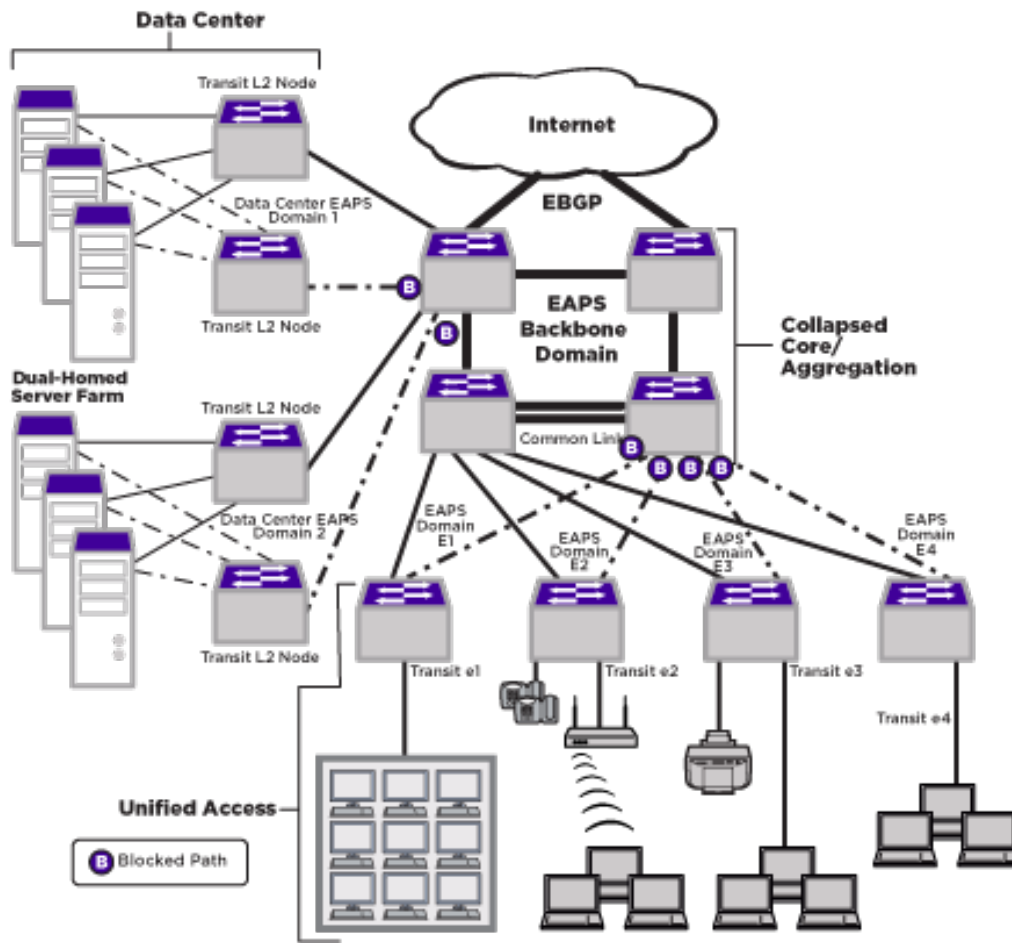 Data Center
Transit L2 Node
Internet
EBGP
Data Center EAPS
Domain 1
B
Transit L2 Node
EAPS
Backbone
Domain
B
Collapsed
Core/
Aggregation
Dual-Homed
Server Farm
Transit L2 Node
Common Link
B
B
B
B
Data Center EAPS
Domain 2
EAPS
Domain
E1
EAPS
Domain
E2
EAPS
Domain
E3
EAPS
Domain
E4
Transit L2 Node
Transit e1
Transit e2
Transit e3
Transit e4
Unified Access
B Blocked Path